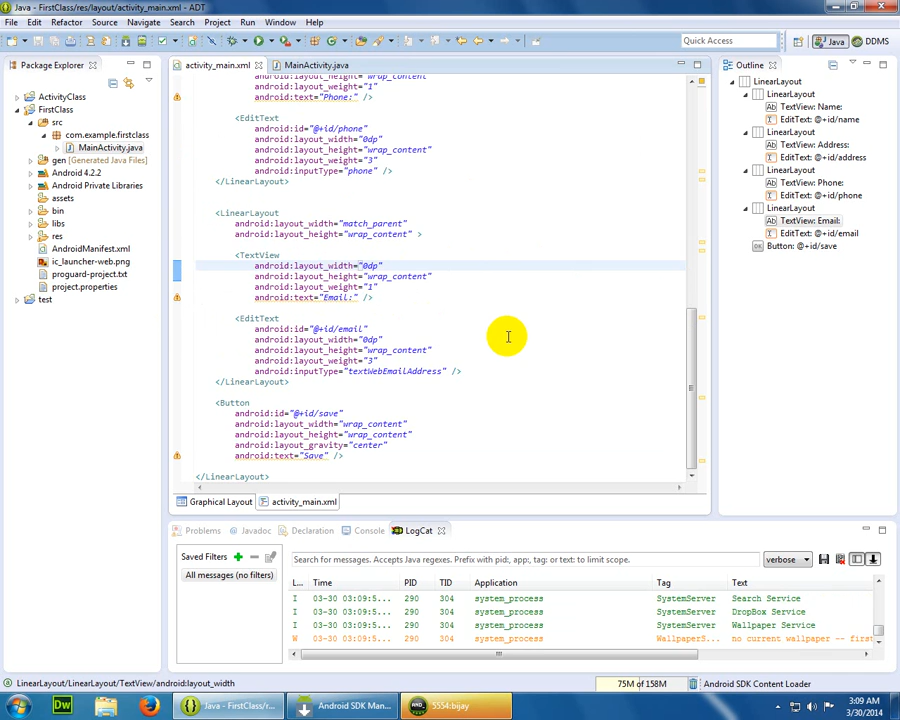 Java - FirstClass/res/layout/activity_main.xml - ADT
File Edit Refactor Source Navigate Search Project Run Window Help
Quick Access Java DDMS
Package Explorer
ActivityClass
FirstClass
src
com.example.firstclass
MainActivity.java
gen [Generated Java Files]
Android 4.2.2
Android Private Libraries
assets
bin
libs
res
AndroidManifest.xml
ic_launcher-web.png
proguard-project.txt
project.properties
test
activity_main.xml MainActivity.java
android:layout_height="wrap_content"
android:layout_weight="1"
android:text="Phone:" />
<EditText
android:id="@+id/phone"
android:layout_width="0dp"
android:layout_height="wrap_content"
android:layout_weight="3"
android:inputType="phone" />
</LinearLayout>
<LinearLayout
android:layout_width="match_parent"
android:layout_height="wrap_content" >
<TextView
android:layout_width="0dp"
android:layout_height="wrap_content"
android:layout_weight="1"
android:text="Email:" />
<EditText
android:id="@+id/email"
android:layout_width="0dp"
android:layout_height="wrap_content"
android:layout_weight="3"
android:inputType="textWebEmailAddress" />
</LinearLayout>
<Button
android:id="@+id/save"
android:layout_width="wrap_content"
android:layout_height="wrap_content"
android:layout_gravity="center"
android:text="Save" />
</LinearLayout>
Graphical Layout activity_main.xml
Outline
LinearLayout
LinearLayout
TextView: Name:
EditText: @+id/name
LinearLayout
TextView: Address:
EditText: @+id/address
LinearLayout
TextView: Phone:
EditText: @+id/phone
LinearLayout
TextView: Email:
EditText: @+id/email
Button: @+id/save
Problems Javadoc Declaration Console LogCat
Saved Filters
All messages (no filters)
Search for messages. Accepts Java regexes. Prefix with pid:, app:, tag: or text: to limit scope. verbose
L... Time PID TID Application Tag Text
I 03-30 03:09:5... 290 304 system_process SystemServer Search Service
I 03-30 03:09:5... 290 304 system_process SystemServer DropBox Service
I 03-30 03:09:5... 290 304 system_process SystemServer Wallpaper Service
W 03-30 03:09:5... 290 304 system_process WallpaperS... no current wallpaper -- first
LinearLayout/LinearLayout/TextView/android:layout_width 75M of 158M Android SDK Content Loader
Dw Java - FirstClass/re... Android SDK Man... 5554:bijay 3:09 AM
3/30/2014